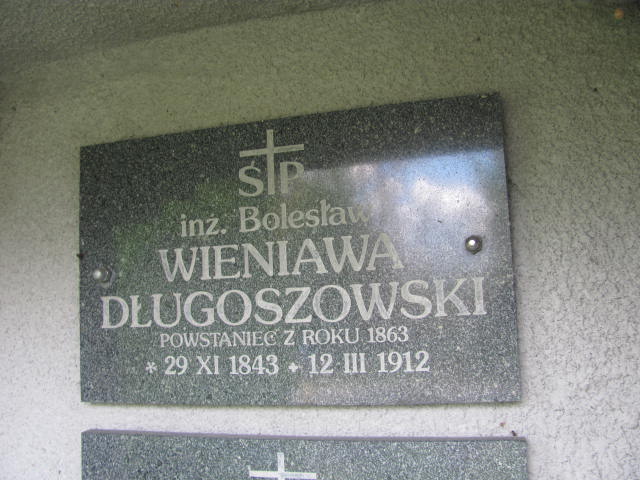 ŚP
inż. Bolesław
WIENIAWA
DŁUGOSZOWSKI
POWSTANIEC Z ROKU 1863
* 29 XI 1843 + 12 III 1912